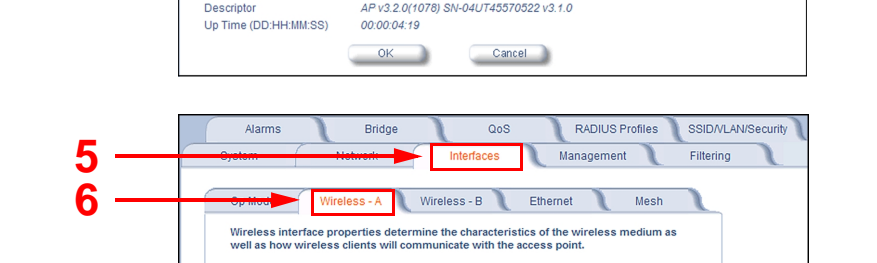 Descriptor AP v3.2.0(1078) SN-04UT45570522 v3.1.0
Up Time (DD:HH:MM:SS) 00:00:04:19
OK Cancel
Alarms Bridge QoS RADIUS Profiles SSID/VLAN/Security
5 System Network Interfaces Management Filtering
6 Op Mode Wireless - A Wireless - B Ethernet Mesh
Wireless interface properties determine the characteristics of the wireless medium as
well as how wireless clients will communicate with the access point.